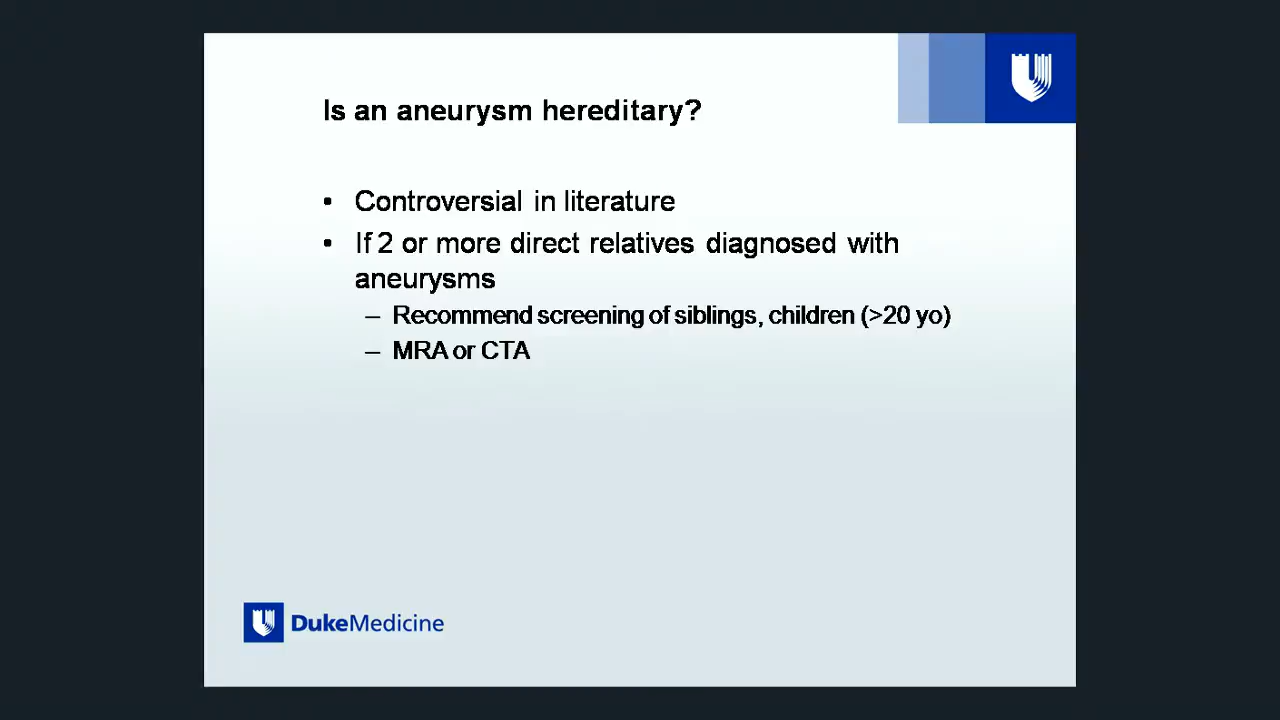 Is an aneurysm hereditary?
• Controversial in literature
• If 2 or more direct relatives diagnosed with
aneurysms
– Recommend screening of siblings, children (>20 yo)
– MRA or CTA
DukeMedicine